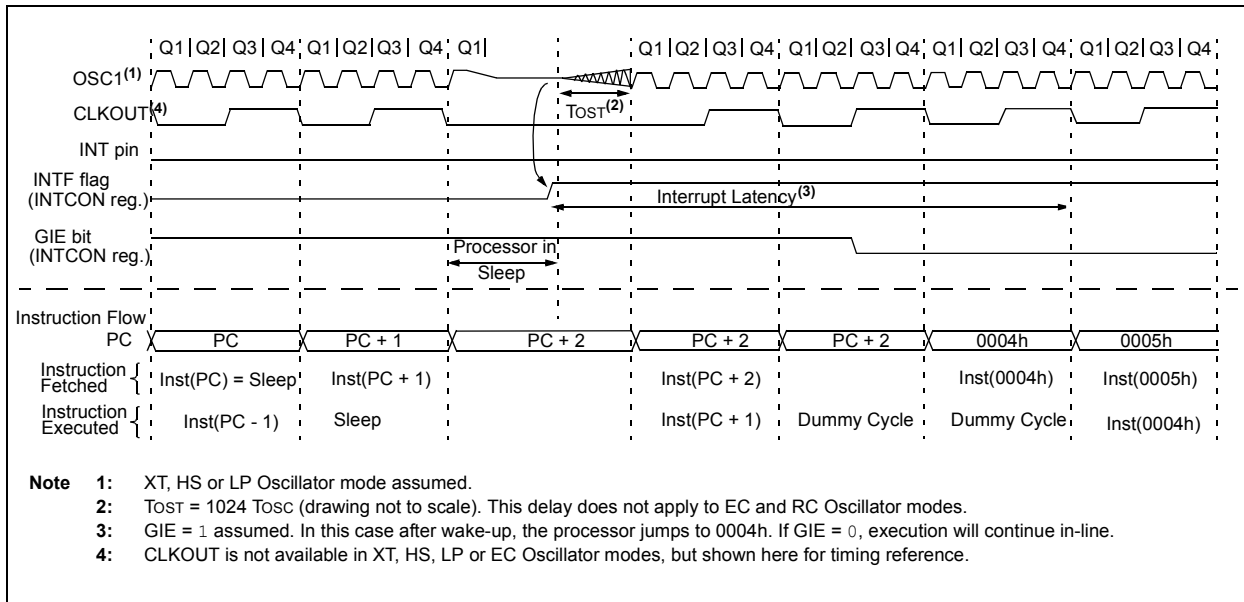 Q1 Q2 Q3 Q4 Q1 Q2 Q3 Q4 Q1 Q1 Q2 Q3 Q4 Q1 Q2 Q3 Q4 Q1 Q2 Q3 Q4 Q1 Q2 Q3 Q4
OSC1(1)
TOST(2)
CLKOUT(4)
INT pin
INTF flag
(INTCON reg.)
Interrupt Latency(3)
GIE bit
(INTCON reg.)
Processor in
Sleep
Instruction Flow
PC PC PC + 1 PC + 2 PC + 2 PC + 2 0004h 0005h
Instruction
Fetched { Inst(PC) = Sleep Inst(PC + 1) Inst(PC + 2) Inst(0004h) Inst(0005h)
Instruction
Executed { Inst(PC - 1) Sleep Inst(PC + 1) Dummy Cycle Dummy Cycle Inst(0004h)
Note 1: XT, HS or LP Oscillator mode assumed.
2: TOST = 1024 TOSC (drawing not to scale). This delay does not apply to EC and RC Oscillator modes.
3: GIE = 1 assumed. In this case after wake-up, the processor jumps to 0004h. If GIE = 0, execution will continue in-line.
4: CLKOUT is not available in XT, HS, LP or EC Oscillator modes, but shown here for timing reference.